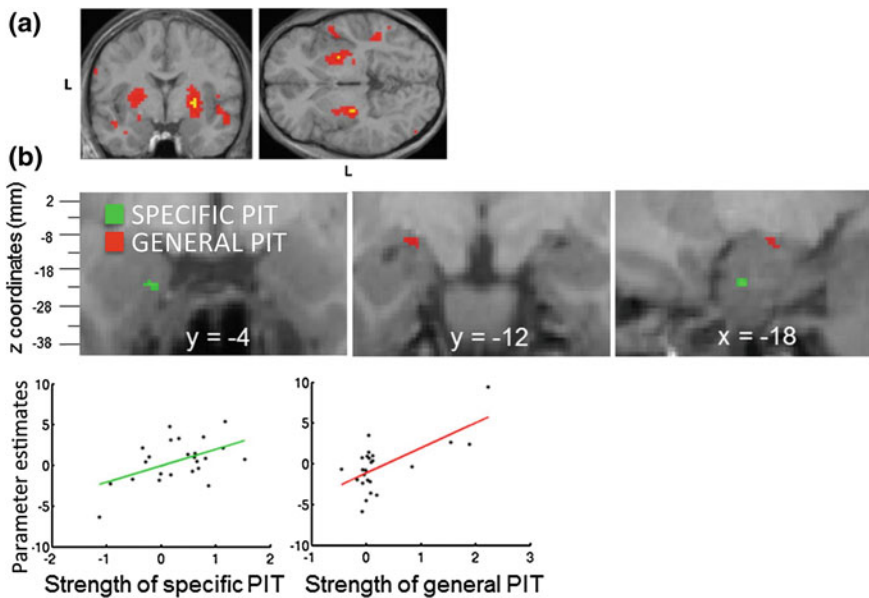 (a)
L
L
(b)
z coordinates (mm)
2
-8
-18
-28
-38
SPECIFIC PIT
GENERAL PIT
y = -4
y = -12
x = -18
Parameter estimates
10
5
0
-5
-10
-2
-1
0
1
2
Strength of specific PIT
10
5
0
-5
-10
-1
0
1
2
3
Strength of general PIT